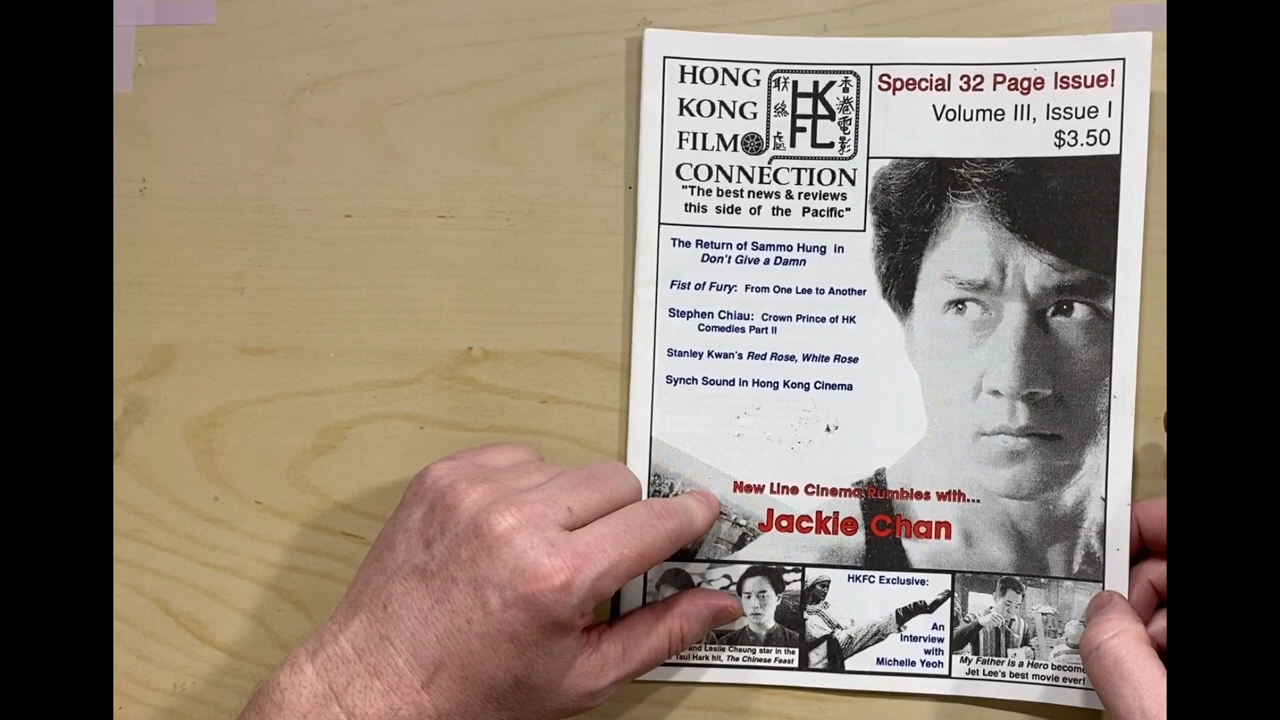 HONG
KONG
FILM
CONNECTION
HK
FC
聯絡處
香港電影
"The best news & reviews
this side of the Pacific"
Special 32 Page Issue!
Volume III, Issue I
$3.50
The Return of Sammo Hung in
Don't Give a Damn
Fist of Fury: From One Lee to Another
Stephen Chiau: Crown Prince of HK
Comedies Part II
Stanley Kwan's Red Rose, White Rose
Synch Sound in Hong Kong Cinema
New Line Cinema Rumbles with...
Jackie Chan
and Leslie Cheung star in the
Tsui Hark hit, The Chinese Feast
HKFC Exclusive:
An
Interview
with
Michelle Yeoh
My Father is a Hero become
Jet Lee's best movie ever!